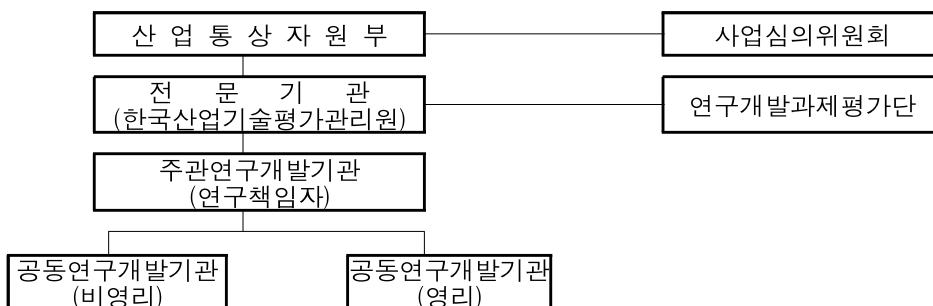 산 업 통 상 자 원 부
사업심의위원회
전 문 기 관
(한국산업기술평가관리원)
연구개발과제평가단
주관연구개발기관
(연구책임자)
공동연구개발기관
(비영리)
공동연구개발기관
(영리)